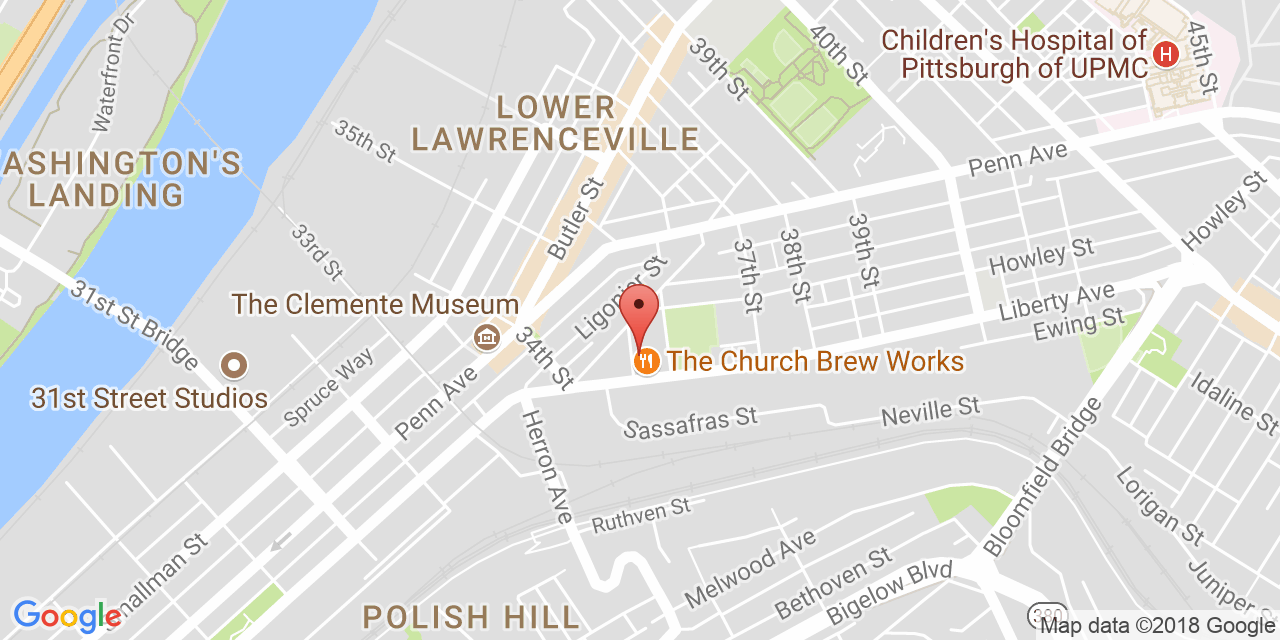 Waterfront Dr
39th St
40th St
Children's Hospital of
Pittsburgh of UPMC
H
45th St
LOWER
LAWRENCEVILLE
35th St
ASHINGTON'S
LANDING
Penn Ave
Butler St
Howley St
33rd St
Ligonier St
37th St
38th St
39th St
Howley St
31st St Bridge
The Clemente Museum
Liberty Ave
Ewing St
34th St
The Church Brew Works
31st Street Studios
Spruce Way
Penn Ave
Sassafras St
Neville St
Idaline St
Herron Ave
Bloomfield Bridge
Ruthven St
Lorigan St
Melwood Ave
Bethoven St
Bigelow Blvd
Juniper St
Smallman St
Google
POLISH HILL
380
Map data ©2018 Google